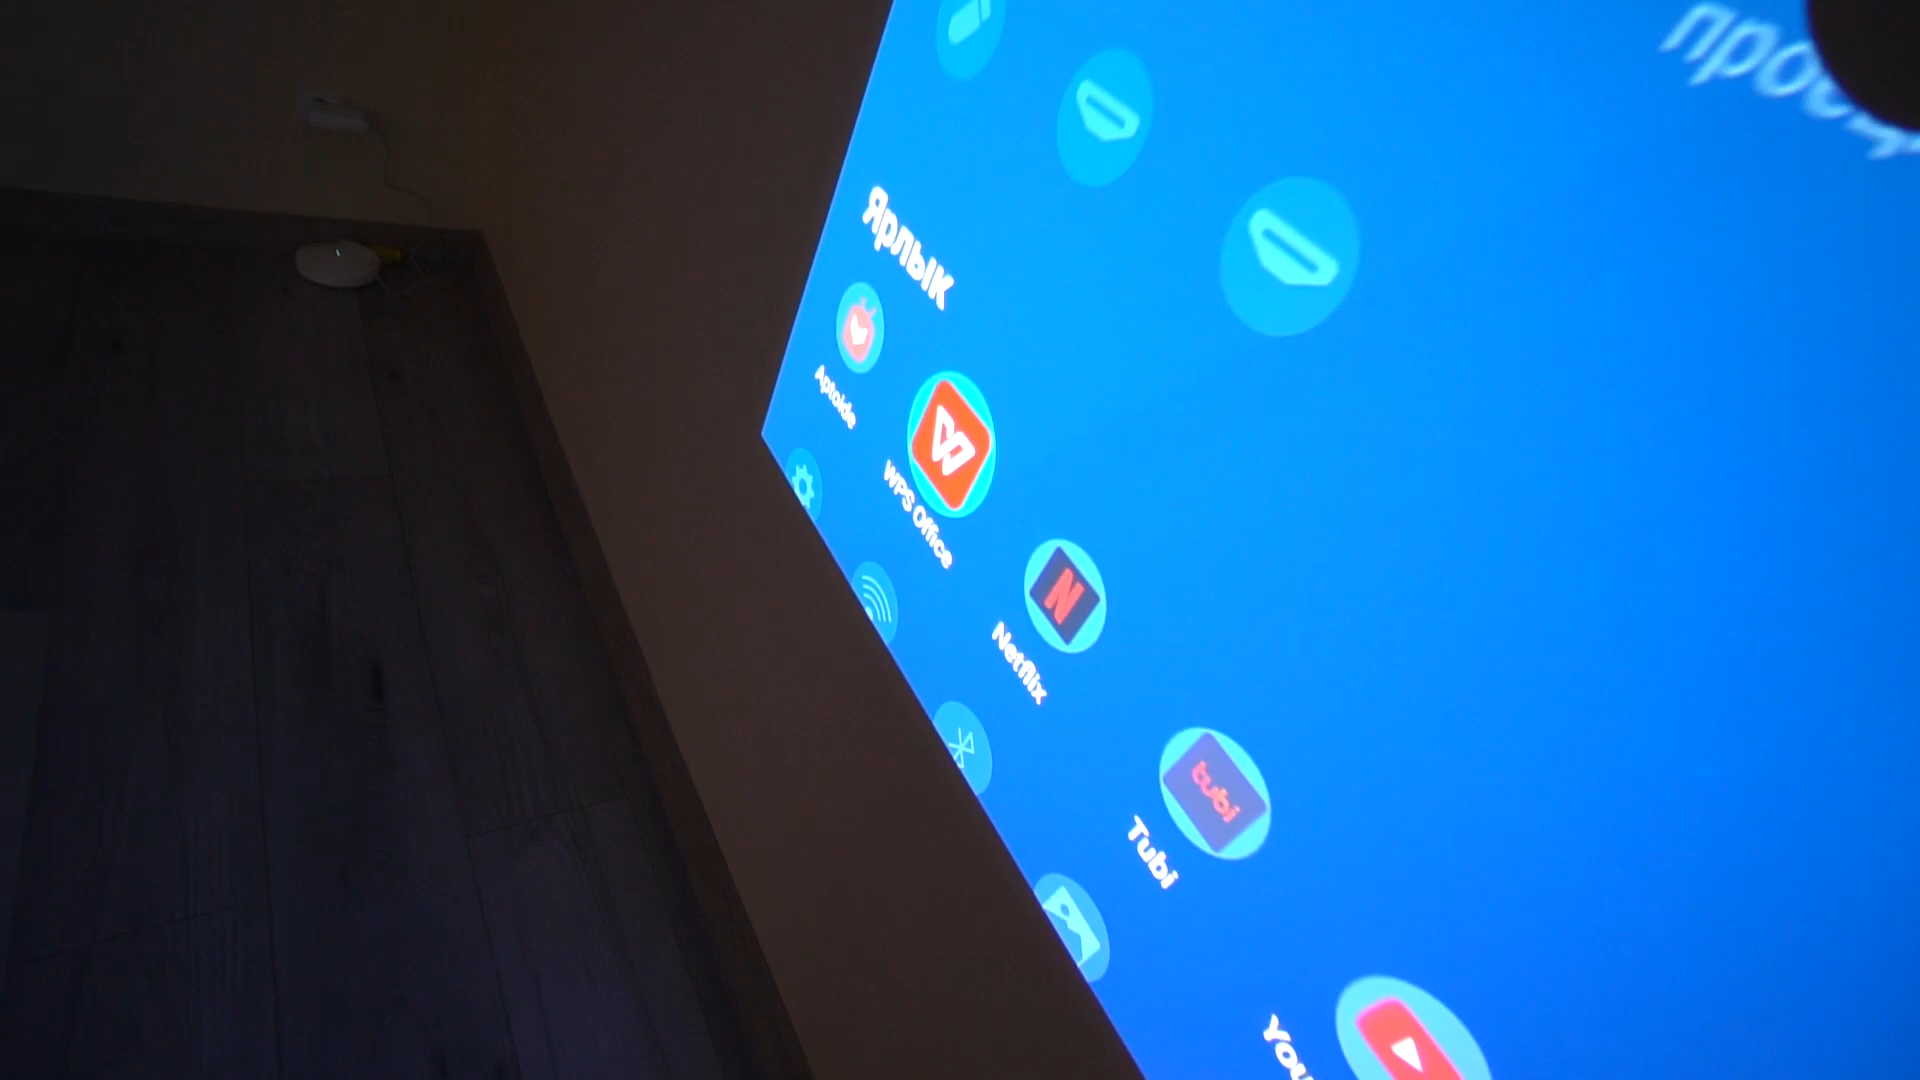 Ярлык
Aptoide
WPS Office
Netflix
tubi
Tubi